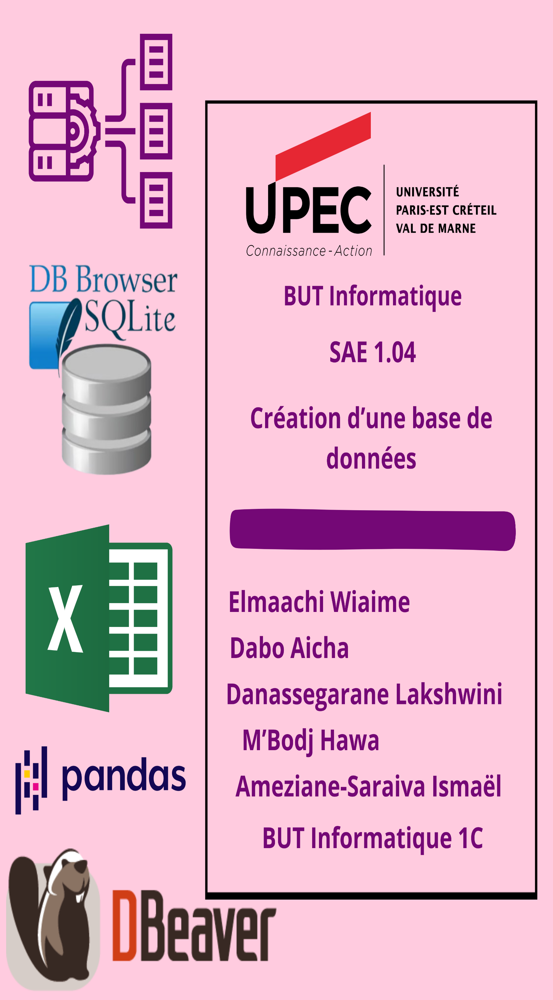 UPEC
Connaissance - Action
UNIVERSITÉ
PARIS-EST CRÉTEIL
VAL DE MARNE
DB Browser
SQLite
BUT Informatique
SAE 1.04
Création d’une base de
données
X
Elmaachi Wiaime
Dabo Aicha
Danassegarane Lakshwini
M’Bodj Hawa
Ameziane-Saraiva Ismaël
BUT Informatique 1C
pandas
DBeaver